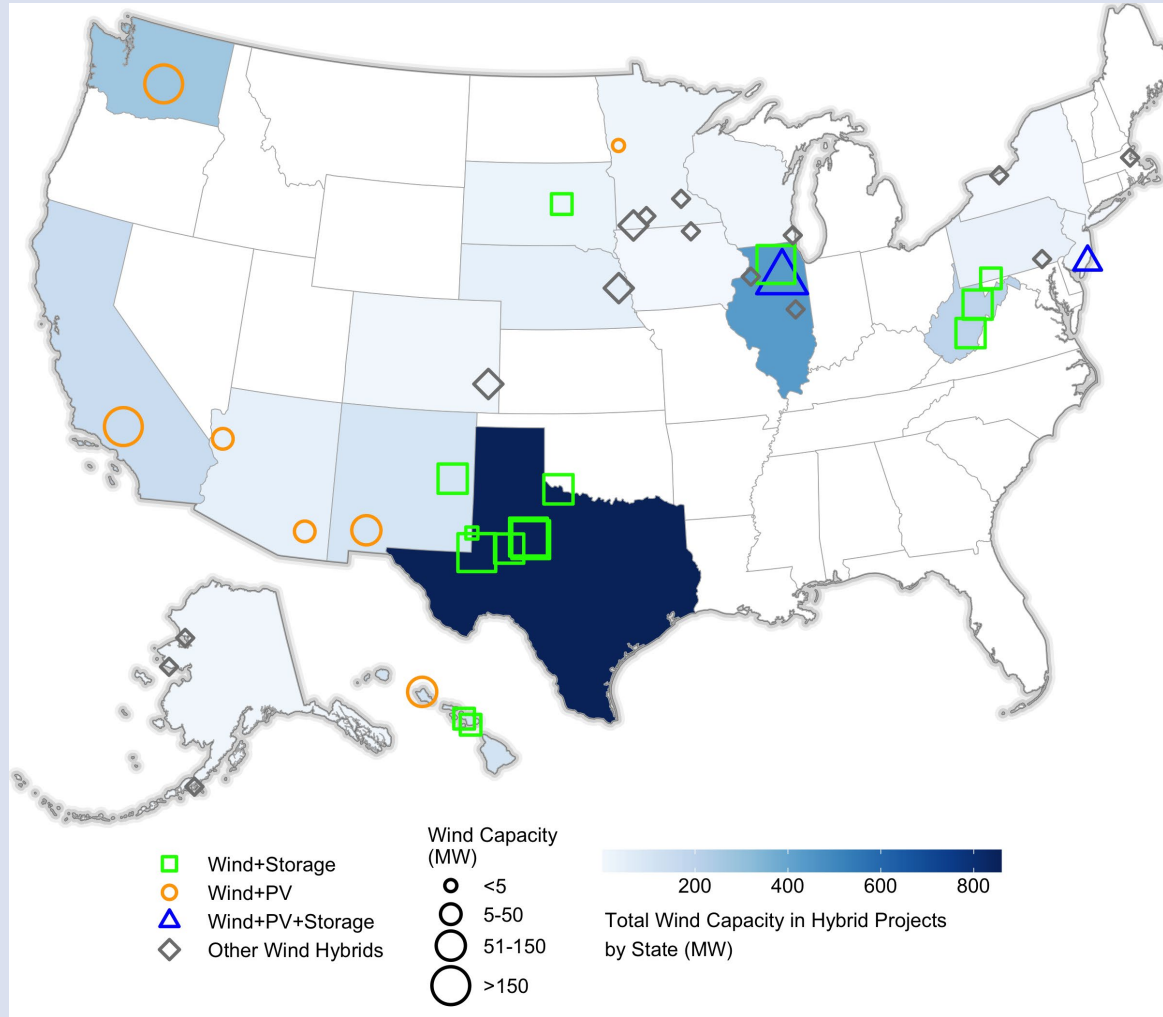 Wind+Storage
Wind+PV
Wind+PV+Storage
Other Wind Hybrids
Wind Capacity
(MW)
<5
5-50
51-150
>150
200 400 600 800
Total Wind Capacity in Hybrid Projects
by State (MW)